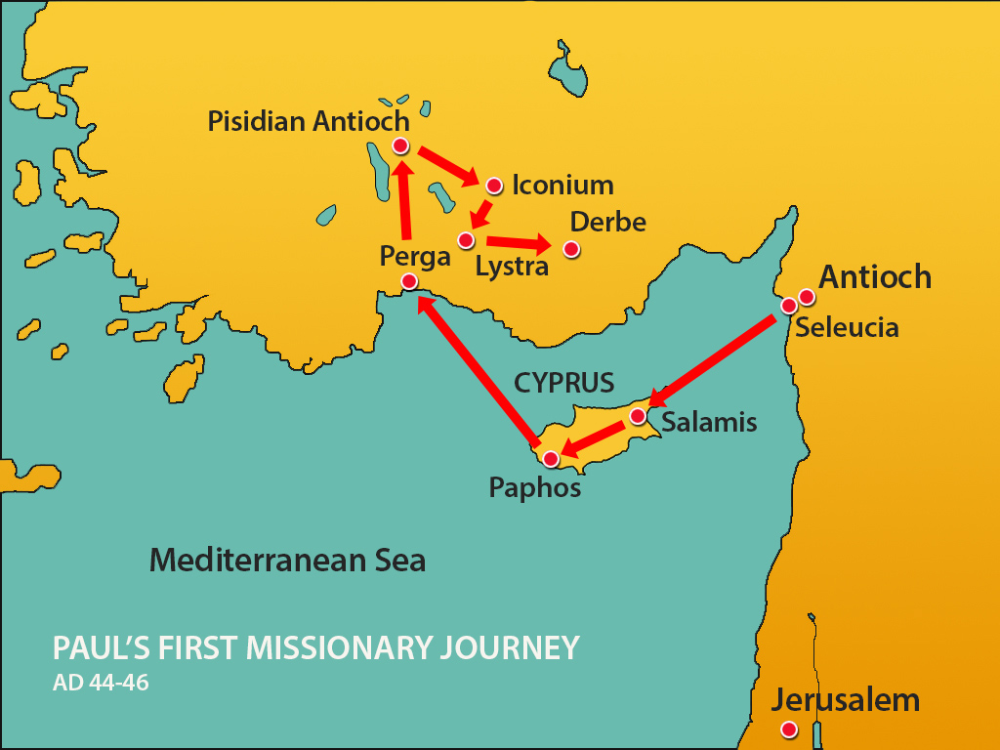 Pisidian Antioch
Iconium
Derbe
Perga
Lystra
Antioch
Seleucia
CYPRUS
Salamis
Paphos
Mediterranean Sea
PAUL’S FIRST MISSIONARY JOURNEY
AD 44-46
Jerusalem